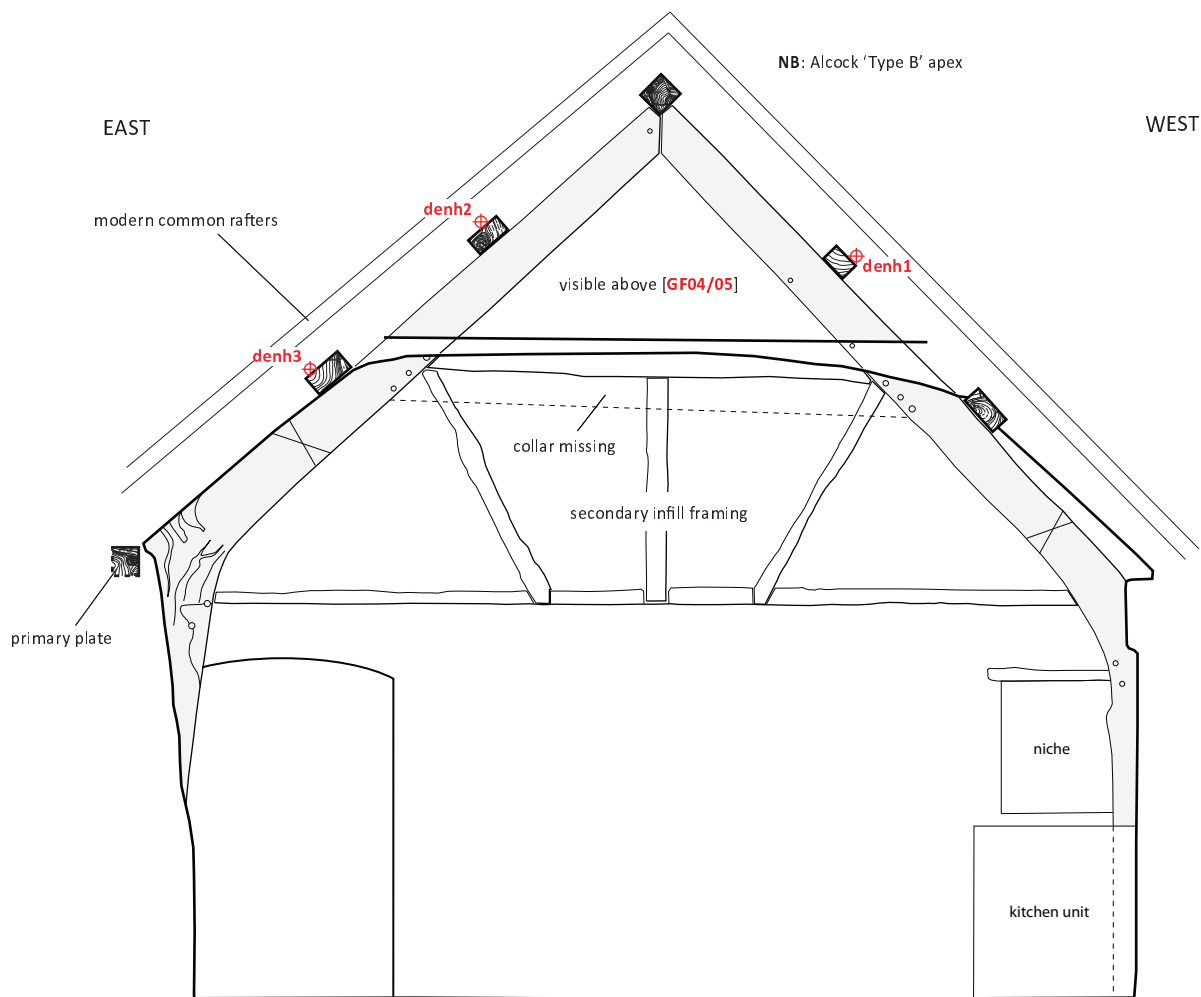 NB: Alcock ‘Type B’ apex
EAST
WEST
denh2
modern common rafters
denh1
visible above [GF04/05]
denh3
collar missing
secondary infill framing
primary plate
niche
kitchen unit